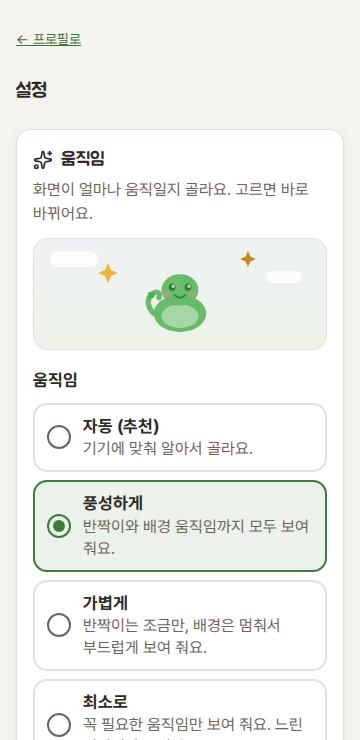 ← 프로필로
설정
움직임
화면이 얼마나 움직일지 골라요. 고르면 바로
바뀌어요.
움직임
자동 (추천)
기기에 맞춰 알아서 골라요.
풍성하게
반짝이와 배경 움직임까지 모두 보여
줘요.
가볍게
반짝이는 조금만, 배경은 멈춰서
부드럽게 보여 줘요.
최소로
꼭 필요한 움직임만 보여 줘요. 느린